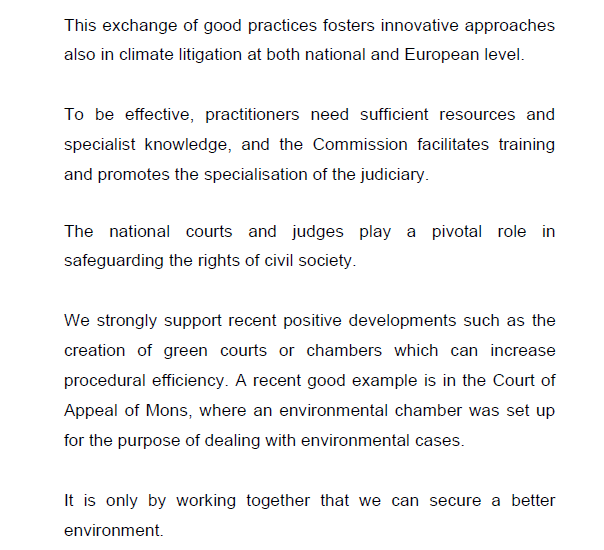 This exchange of good practices fosters innovative approaches
also in climate litigation at both national and European level.
To be effective, practitioners need sufficient resources and
specialist knowledge, and the Commission facilitates training
and promotes the specialisation of the judiciary.
The national courts and judges play a pivotal role in
safeguarding the rights of civil society.
We strongly support recent positive developments such as the
creation of green courts or chambers which can increase
procedural efficiency. A recent good example is in the Court of
Appeal of Mons, where an environmental chamber was set up
for the purpose of dealing with environmental cases.
It is only by working together that we can secure a better
environment.